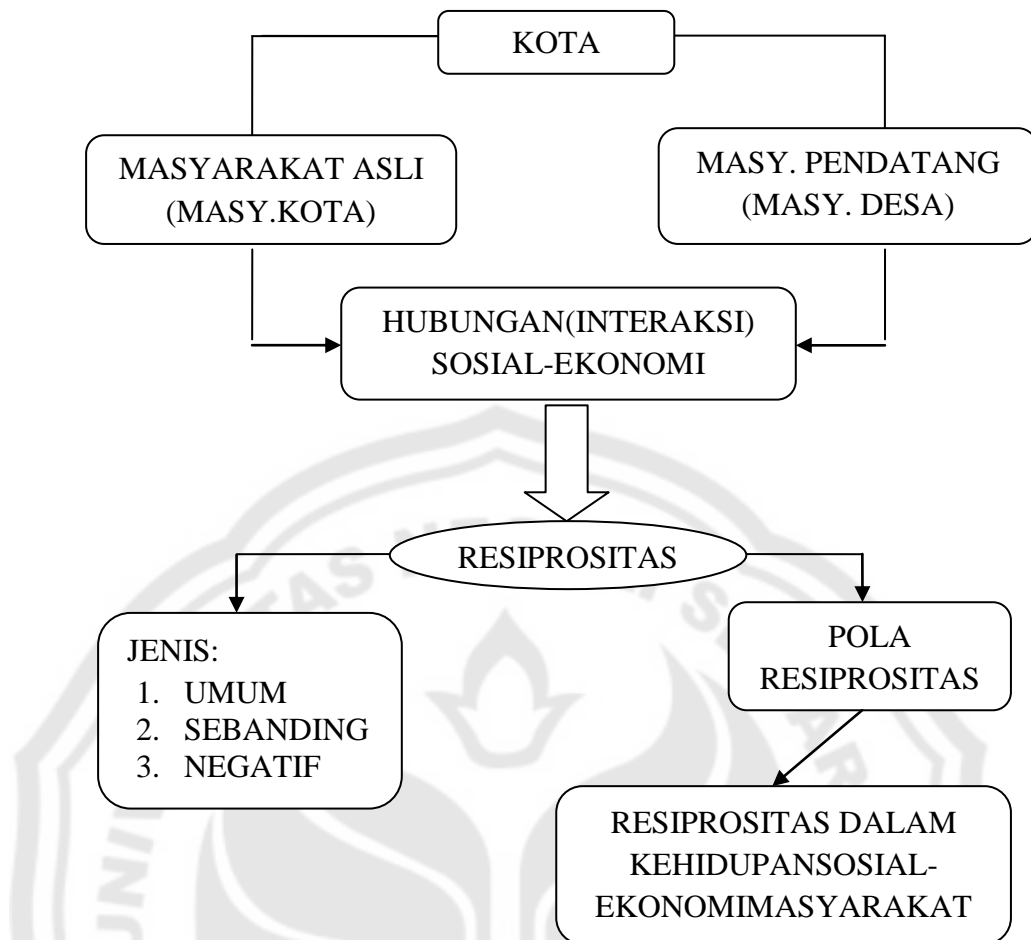 KOTA
MASYARAKAT ASLI
(MASY.KOTA)
MASY. PENDATANG
(MASY. DESA)
HUBUNGAN(INTERAKSI)
SOSIAL-EKONOMI
RESIPROSITAS
JENIS:
1. UMUM
2. SEBANDING
3. NEGATIF
POLA
RESIPROSITAS
RESIPROSITAS DALAM
KEHIDUPANSOSIAL-
EKONOMIMASYARAKAT